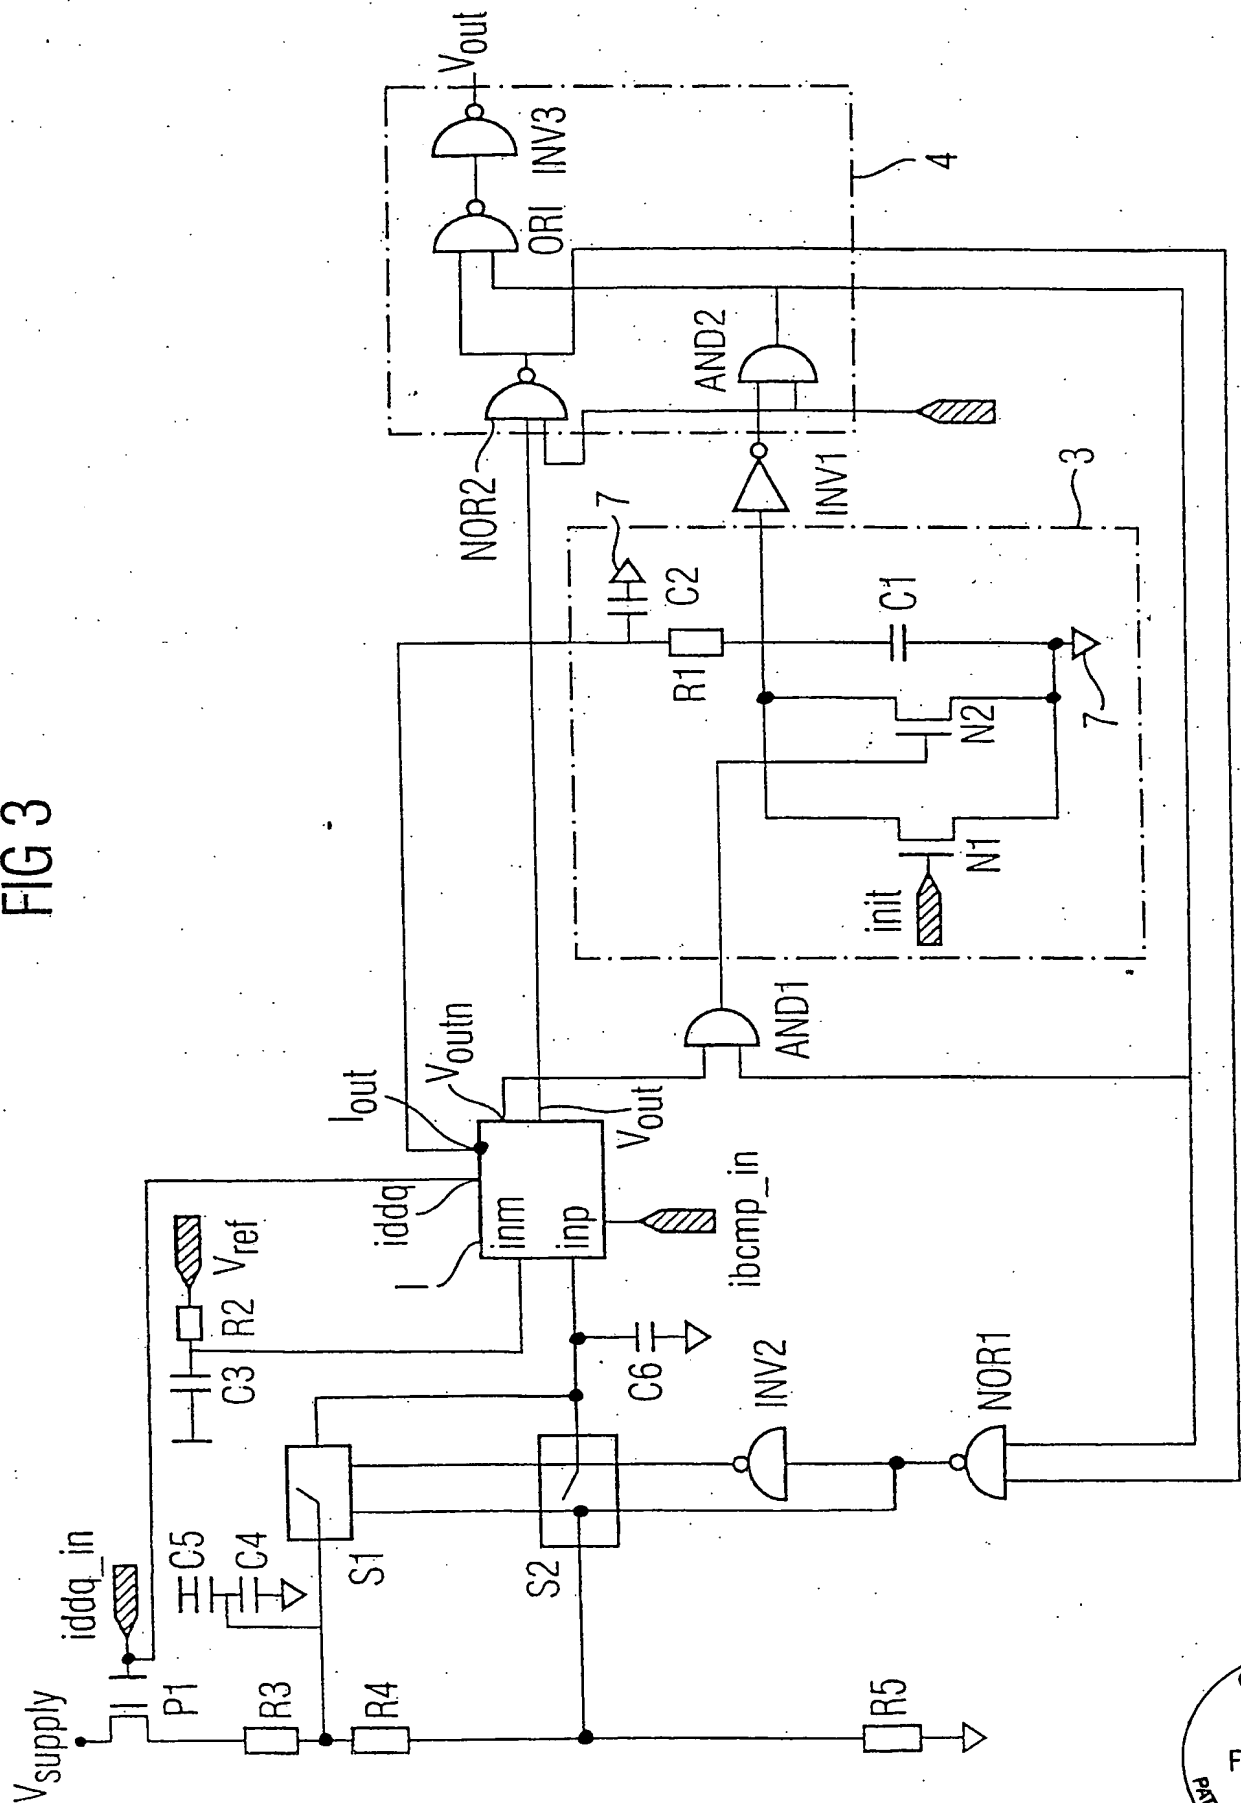 FIG 3
Vsupply
iddq_in
P1
C5
C4
R3
R4
R5
S1
S2
C3
R2
Vref
iddq
Iout
Voutn
Vout
1
inm
inp
ibcmp_in
C6
INV2
NOR1
AND1
init
N1
N2
R1
C1
C2
7
7
3
INV1
NOR2
AND2
OR1
INV3
4
Vout